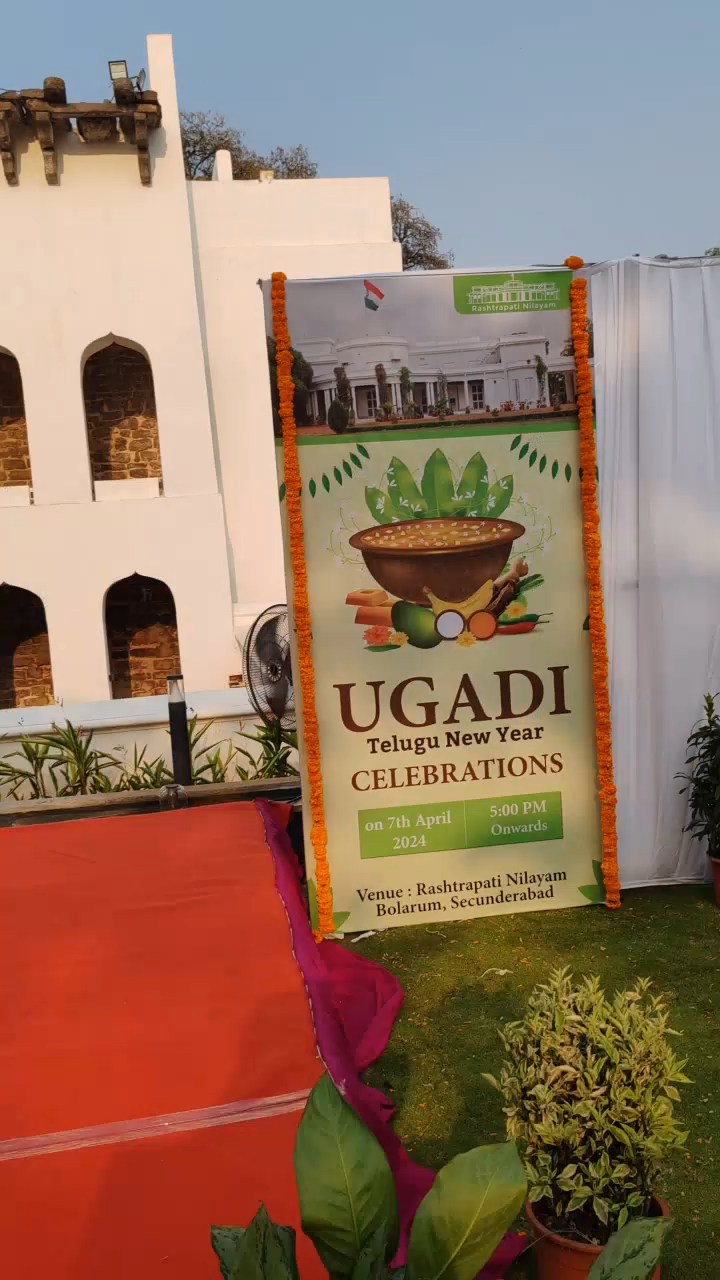 Rashtrapati Nilayam
UGADI
Telugu New Year
CELEBRATIONS
on 7th April
2024
5:00 PM
Onwards
Venue : Rashtrapati Nilayam
Bolarum, Secunderabad